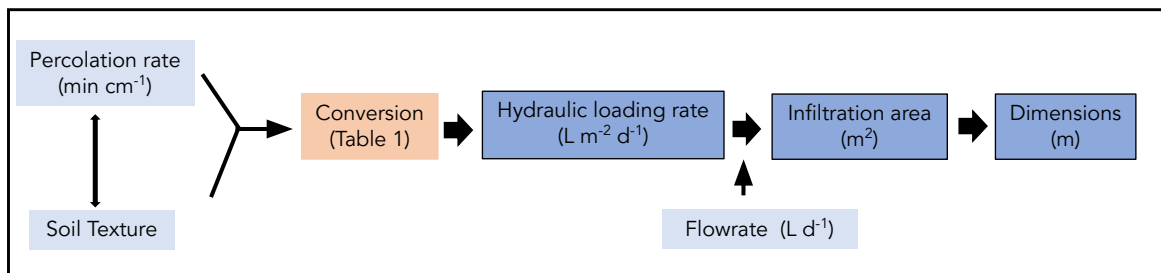 Percolation rate
(min cm⁻¹)
Soil Texture
Conversion
(Table 1)
Hydraulic loading rate
(L m⁻² d⁻¹)
Flowrate (L d⁻¹)
Infiltration area
(m²)
Dimensions
(m)